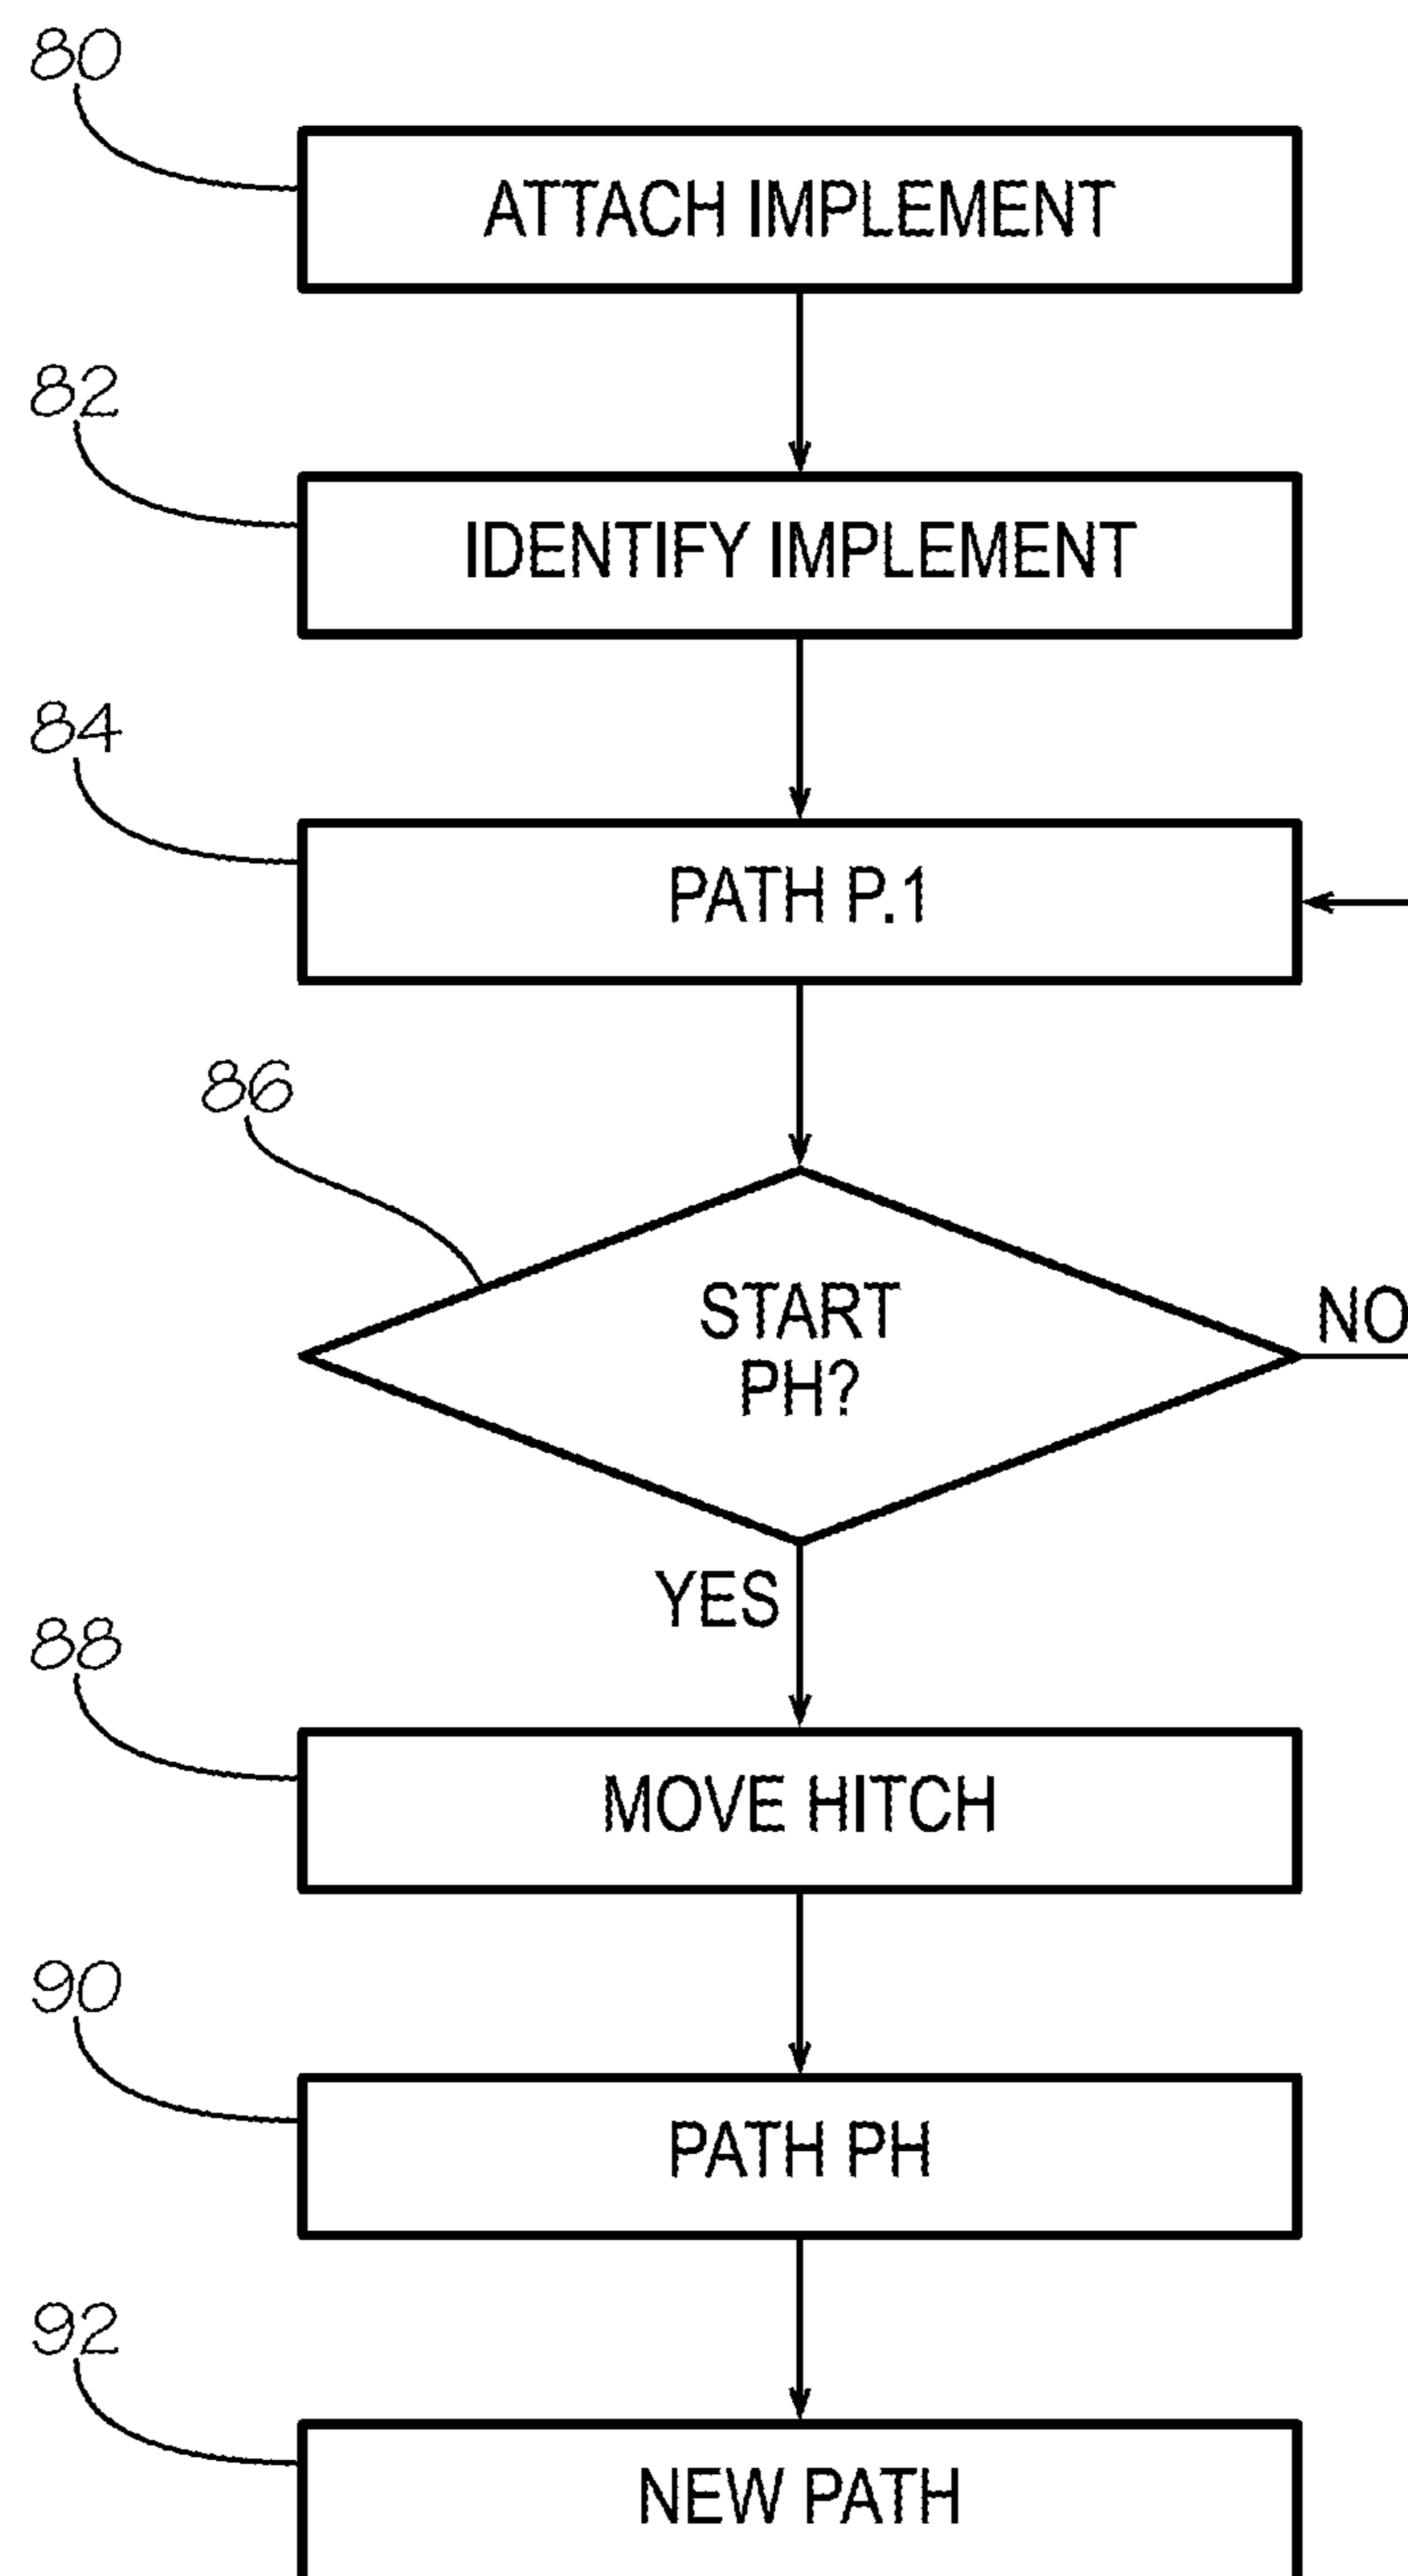 80
ATTACH IMPLEMENT
82
IDENTIFY IMPLEMENT
84
PATH P.1
86
START
PH?
NO
YES
88
MOVE HITCH
90
PATH PH
92
NEW PATH